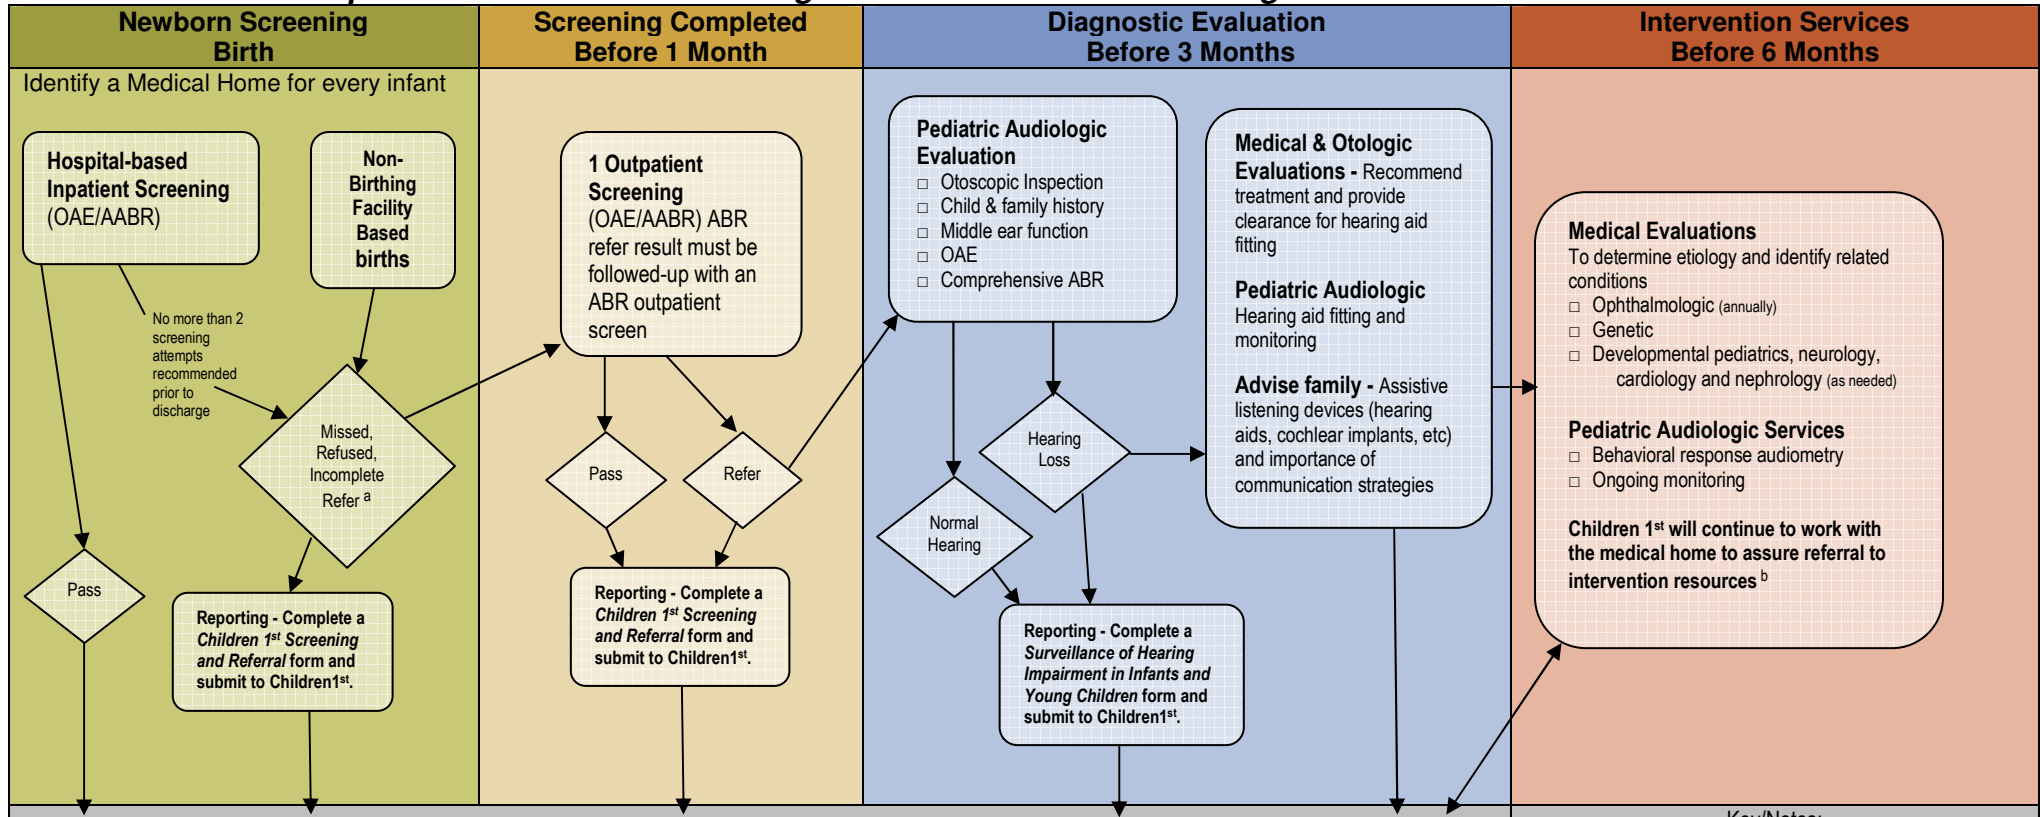 Newborn Screening
Birth
Screening Completed
Before 1 Month
Diagnostic Evaluation
Before 3 Months
Intervention Services
Before 6 Months
Identify a Medical Home for every infant
Hospital-based
Inpatient Screening
(OAE/AABR)
Non-
Birthing
Facility
Based
births
No more than 2
screening
attempts
recommended
prior to
discharge
Missed,
Refused,
Incomplete
Refer a
Pass
Reporting - Complete a
Children 1st Screening
and Referral form and
submit to Children1st.
1 Outpatient
Screening
(OAE/AABR) ABR
refer result must be
followed-up with an
ABR outpatient
screen
Pass
Refer
Reporting - Complete a
Children 1st Screening
and Referral form and
submit to Children1st.
Pediatric Audiologic
Evaluation
□ Otoscopic Inspection
□ Child & family history
□ Middle ear function
□ OAE
□ Comprehensive ABR
Hearing
Loss
Normal
Hearing
Reporting - Complete a
Surveillance of Hearing
Impairment in Infants and
Young Children form and
submit to Children1st.
Medical & Otologic
Evaluations - Recommend
treatment and provide
clearance for hearing aid
fitting
Pediatric Audiologic
Hearing aid fitting and
monitoring
Advise family - Assistive
listening devices (hearing
aids, cochlear implants, etc)
and importance of
communication strategies
Medical Evaluations
To determine etiology and identify related
conditions
□ Ophthalmologic (annually)
□ Genetic
□ Developmental pediatrics, neurology,
cardiology and nephrology (as needed)
Pediatric Audiologic Services
□ Behavioral response audiometry
□ Ongoing monitoring
Children 1st will continue to work with
the medical home to assure referral to
intervention resources b